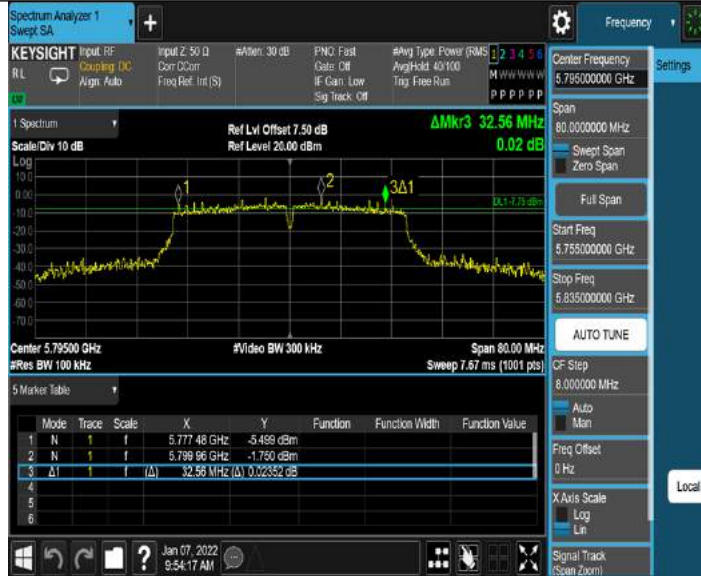 Spectrum Analyzer 1
Swept SA
+
Frequency
KEYSIGHT
RL
LW
Input: RF
Coupling: DC
Align: Auto
Input Z: 50 Ω
Corr CCorr
Freq Ref: Int (S)
#Atten: 30 dB
PNO: Fast
Gate: Off
IF Gain: Low
Sig Track: Off
#Avg Type: Power (RMS
Avg|Hold: 40/100
Trig: Free Run
1 2 3 4 5 6
M W W W W W
P P P P P P
1 Spectrum
Scale/Div 10 dB
Ref Lvl Offset 7.50 dB
Ref Level 20.00 dBm
ΔMkr3 32.56 MHz
0.02 dB
Log
10.0
0.00
-10.0
-20.0
-30.0
-40.0
-50.0
-60.0
-70.0
1
2
3Δ1
DL1 -7.75 dBm
Center 5.79500 GHz
#Res BW 100 kHz
#Video BW 300 kHz
Span 80.00 MHz
Sweep 7.67 ms (1001 pts)
5 Marker Table
Mode Trace Scale X Y Function Function Width Function Value
1 N 1 f 5.777 48 GHz -5.499 dBm
2 N 1 f 5.799 96 GHz -1.750 dBm
3 Δ1 1 f (Δ) 32.56 MHz (Δ) 0.02352 dB
4
5
6
?
Jan 07, 2022
9:54:17 AM
Center Frequency
5.795000000 GHz
Span
80.0000000 MHz
Swept Span
Zero Span
Full Span
Start Freq
5.755000000 GHz
Stop Freq
5.835000000 GHz
AUTO TUNE
CF Step
8.000000 MHz
Auto
Man
Freq Offset
0 Hz
X Axis Scale
Log
Lin
Signal Track
(Span Zoom)
Settings
Local